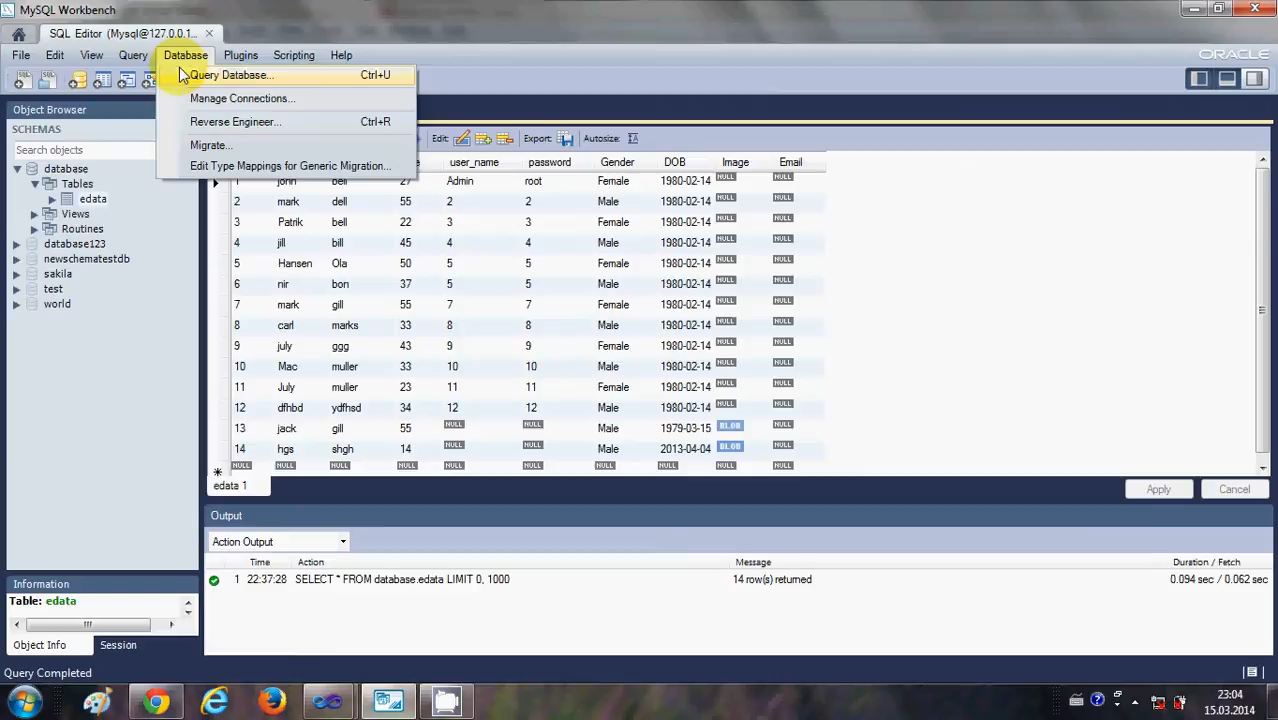 MySQL Workbench
SQL Editor (Mysql@127.0.0.1... ×
File Edit View Query Database Plugins Scripting Help
ORACLE
Query Database... Ctrl+U
Manage Connections...
Reverse Engineer... Ctrl+R
Migrate...
Edit Type Mappings for Generic Migration...
Object Browser
SCHEMAS
Search objects
database
Tables
edata
Views
Routines
database123
newschematestdb
sakila
test
world
Edit: Export: Autosize:
user_name password Gender DOB Image Email
1 john bell 27 Admin root Female 1980-02-14 NULL NULL
2 mark dell 55 2 2 Male 1980-02-14 NULL NULL
3 Patrik bell 22 3 3 Female 1980-02-14 NULL NULL
4 jill bill 45 4 4 Male 1980-02-14 NULL NULL
5 Hansen Ola 50 5 5 Female 1980-02-14 NULL NULL
6 nir bon 37 5 5 Male 1980-02-14 NULL NULL
7 mark gill 55 7 7 Female 1980-02-14 NULL NULL
8 carl marks 33 8 8 Male 1980-02-14 NULL NULL
9 july ggg 43 9 9 Female 1980-02-14 NULL NULL
10 Mac muller 33 10 10 Male 1980-02-14 NULL NULL
11 July muller 23 11 11 Female 1980-02-14 NULL NULL
12 dfhbd ydfhsd 34 12 12 Male 1980-02-14 NULL NULL
13 jack gill 55 NULL NULL Male 1979-03-15 BLOB NULL
14 hgs shgh 14 NULL NULL Male 2013-04-04 BLOB NULL
* NULL NULL NULL NULL NULL NULL NULL NULL NULL NULL
edata 1
Apply Cancel
Output
Action Output
Time Action Message Duration / Fetch
1 22:37:28 SELECT * FROM database.edata LIMIT 0, 1000 14 row(s) returned 0.094 sec / 0.062 sec
Information
Table: edata
Object Info Session
Query Completed
23:04
15.03.2014